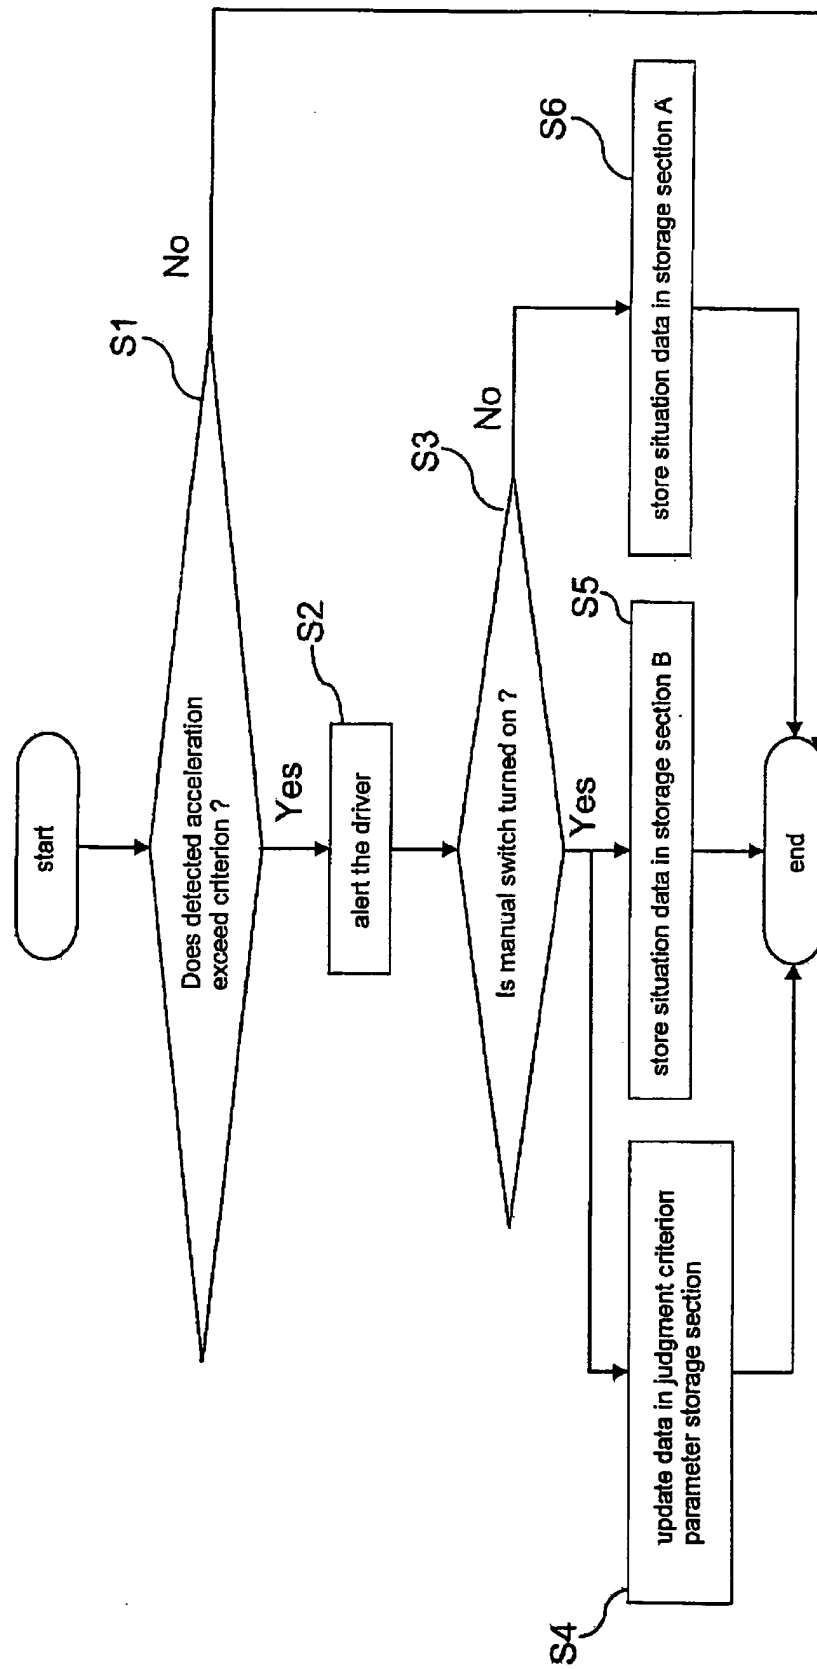 start
S1
Does detected acceleration
exceed criterion ?
No
Yes
S2
alert the driver
S3
Is manual switch turned on ?
No
Yes
S4
update data in judgment criterion
parameter storage section
S5
store situation data in storage section B
S6
store situation data in storage section A
end